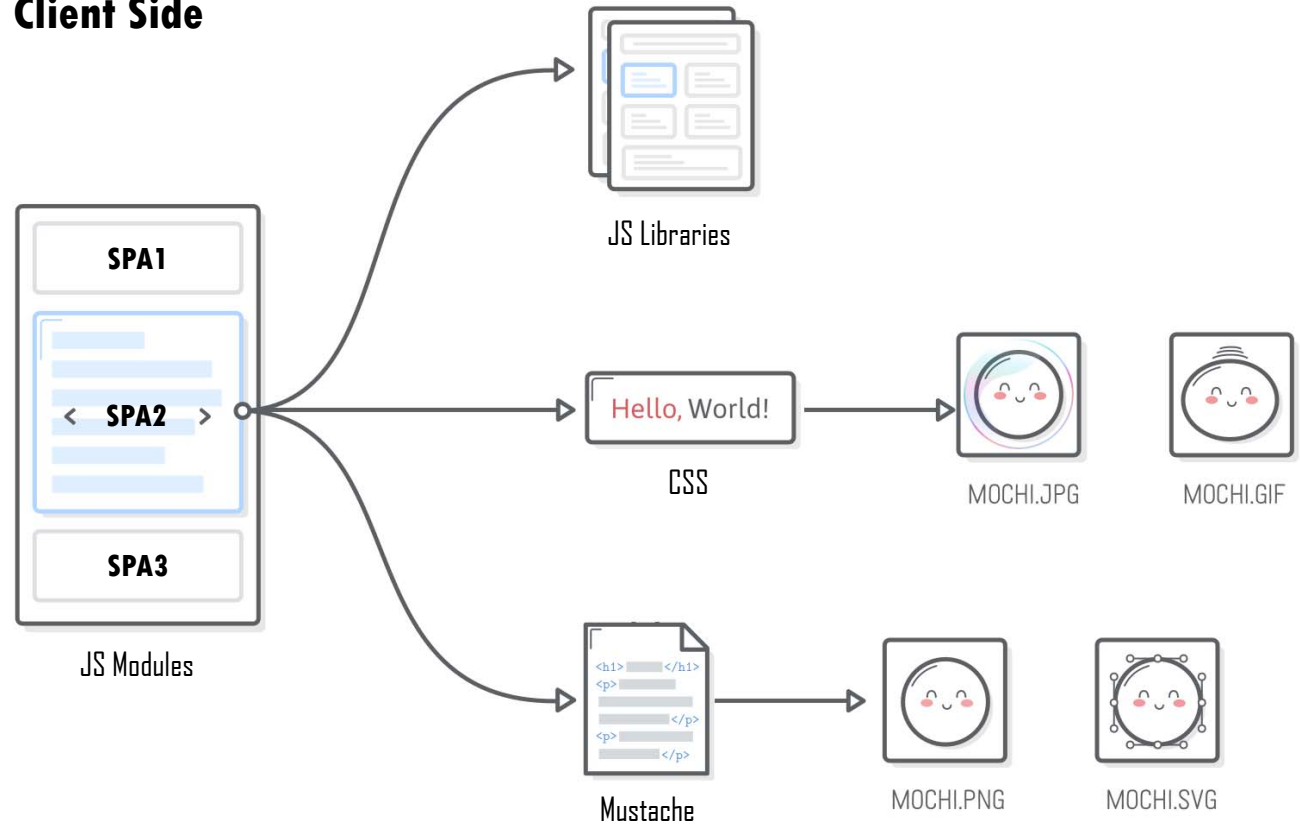 Client Side
JS Libraries
SPA1
< SPA2 >
SPA3
JS Modules
Hello, World!
CSS
MOCHI.JPG
MOCHI.GIF
<h1> </h1>
<p>
</p>
<p>
</p>
Mustache
MOCHI.PNG
MOCHI.SVG